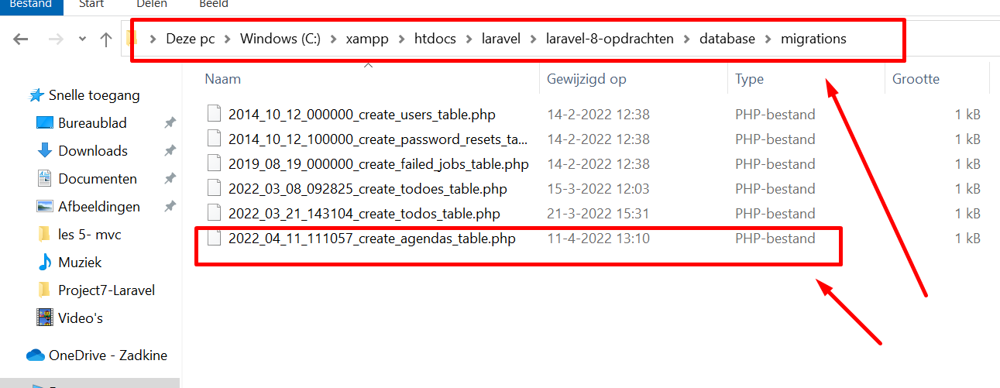 Bestand Start Delen Beeld
Deze pc Windows (C:) xampp htdocs laravel laravel-8-opdrachten database migrations
Naam Gewijzigd op Type Grootte
Snelle toegang
Bureaublad
Downloads
Documenten
Afbeeldingen
les 5- mvc
Muziek
Project7-Laravel
Video's
OneDrive - Zadkine
2014_10_12_000000_create_users_table.php 14-2-2022 12:38 PHP-bestand 1 kB
2014_10_12_100000_create_password_resets_ta... 14-2-2022 12:38 PHP-bestand 1 kB
2019_08_19_000000_create_failed_jobs_table.php 14-2-2022 12:38 PHP-bestand 1 kB
2022_03_08_092825_create_todoes_table.php 15-3-2022 12:03 PHP-bestand 1 kB
2022_03_21_143104_create_todos_table.php 21-3-2022 15:31 PHP-bestand 1 kB
2022_04_11_111057_create_agendas_table.php 11-4-2022 13:10 PHP-bestand 1 kB